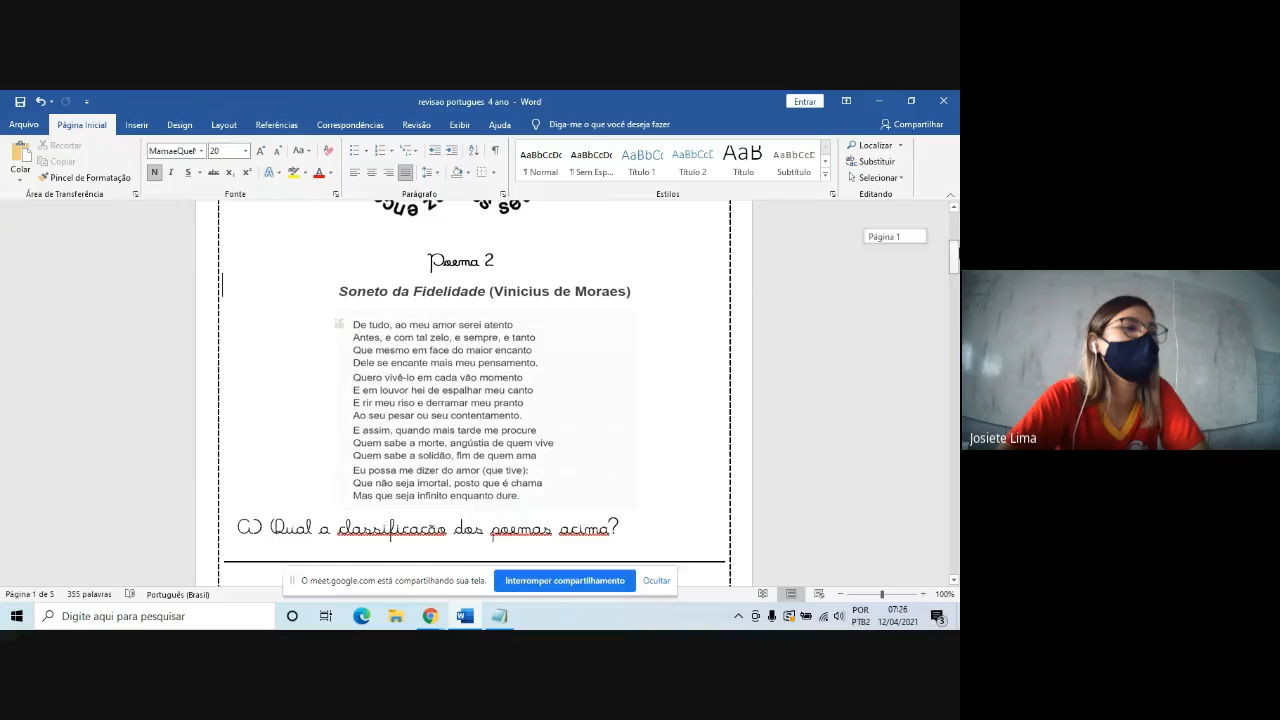 revisao portugues 4 ano - Word
Entrar
Arquivo Página Inicial Inserir Design Layout Referências Correspondências Revisão Exibir Ajuda Diga-me o que você deseja fazer Compartilhar
Colar
Recortar
Copiar
Pincel de Formatação
Área de Transferência
MamaeQueN 20
Fonte
Parágrafo
AaBbCcDc AaBbCcDc AaBbCc AaBbCcE AaB AaBbCcE
¶ Normal ¶ Sem Esp... Título 1 Título 2 Título Subtítulo
Estilos
Localizar
Substituir
Selecionar
Editando
Página 1
Poema 2
Soneto da Fidelidade (Vinicius de Moraes)
De tudo, ao meu amor serei atento
Antes, e com tal zelo, e sempre, e tanto
Que mesmo em face do maior encanto
Dele se encante mais meu pensamento.
Quero vivê-lo em cada vão momento
E em louvor hei de espalhar meu canto
E rir meu riso e derramar meu pranto
Ao seu pesar ou seu contentamento.
E assim, quando mais tarde me procure
Quem sabe a morte, angústia de quem vive
Quem sabe a solidão, fim de quem ama
Eu possa me dizer do amor (que tive):
Que não seja imortal, posto que é chama
Mas que seja infinito enquanto dure.
A) Qual a classificação dos poemas acima?
O meet.google.com está compartilhando sua tela. Interromper compartilhamento Ocultar
Página 1 de 5 355 palavras Português (Brasil) 100%
Digite aqui para pesquisar
POR
PTB2
07:26
12/04/2021
3
Josiete Lima